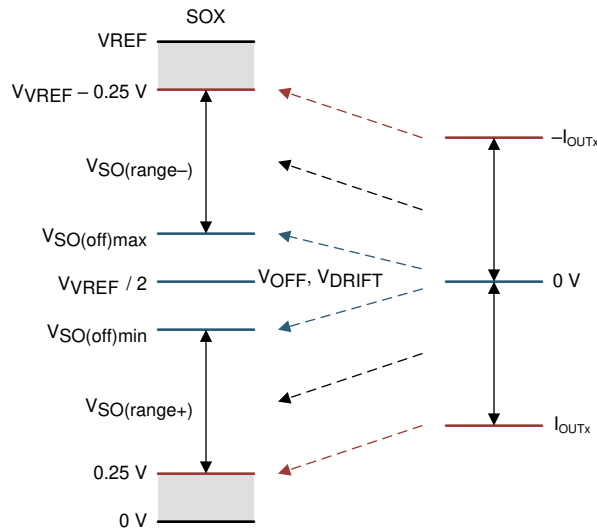 SOX
VREF
VVREF – 0.25 V
–IOUTx
VSO(range–)
VSO(off)max
VVREF / 2
VOFF, VDRIFT
0 V
VSO(off)min
VSO(range+)
IOUTx
0.25 V
0 V